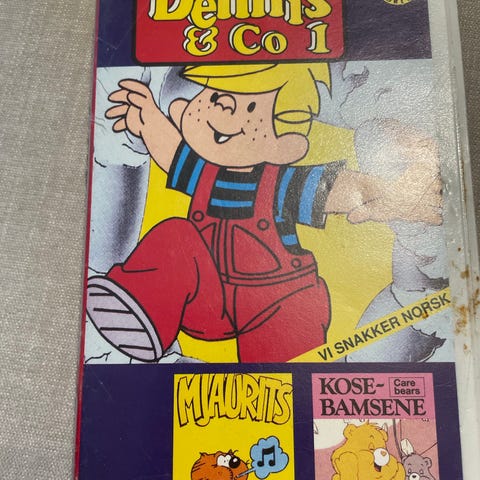 Dennis
& Co 1
VI SNAKKER NORSK
MJAURITS
KOSE-
Care
bears
BAMSENE